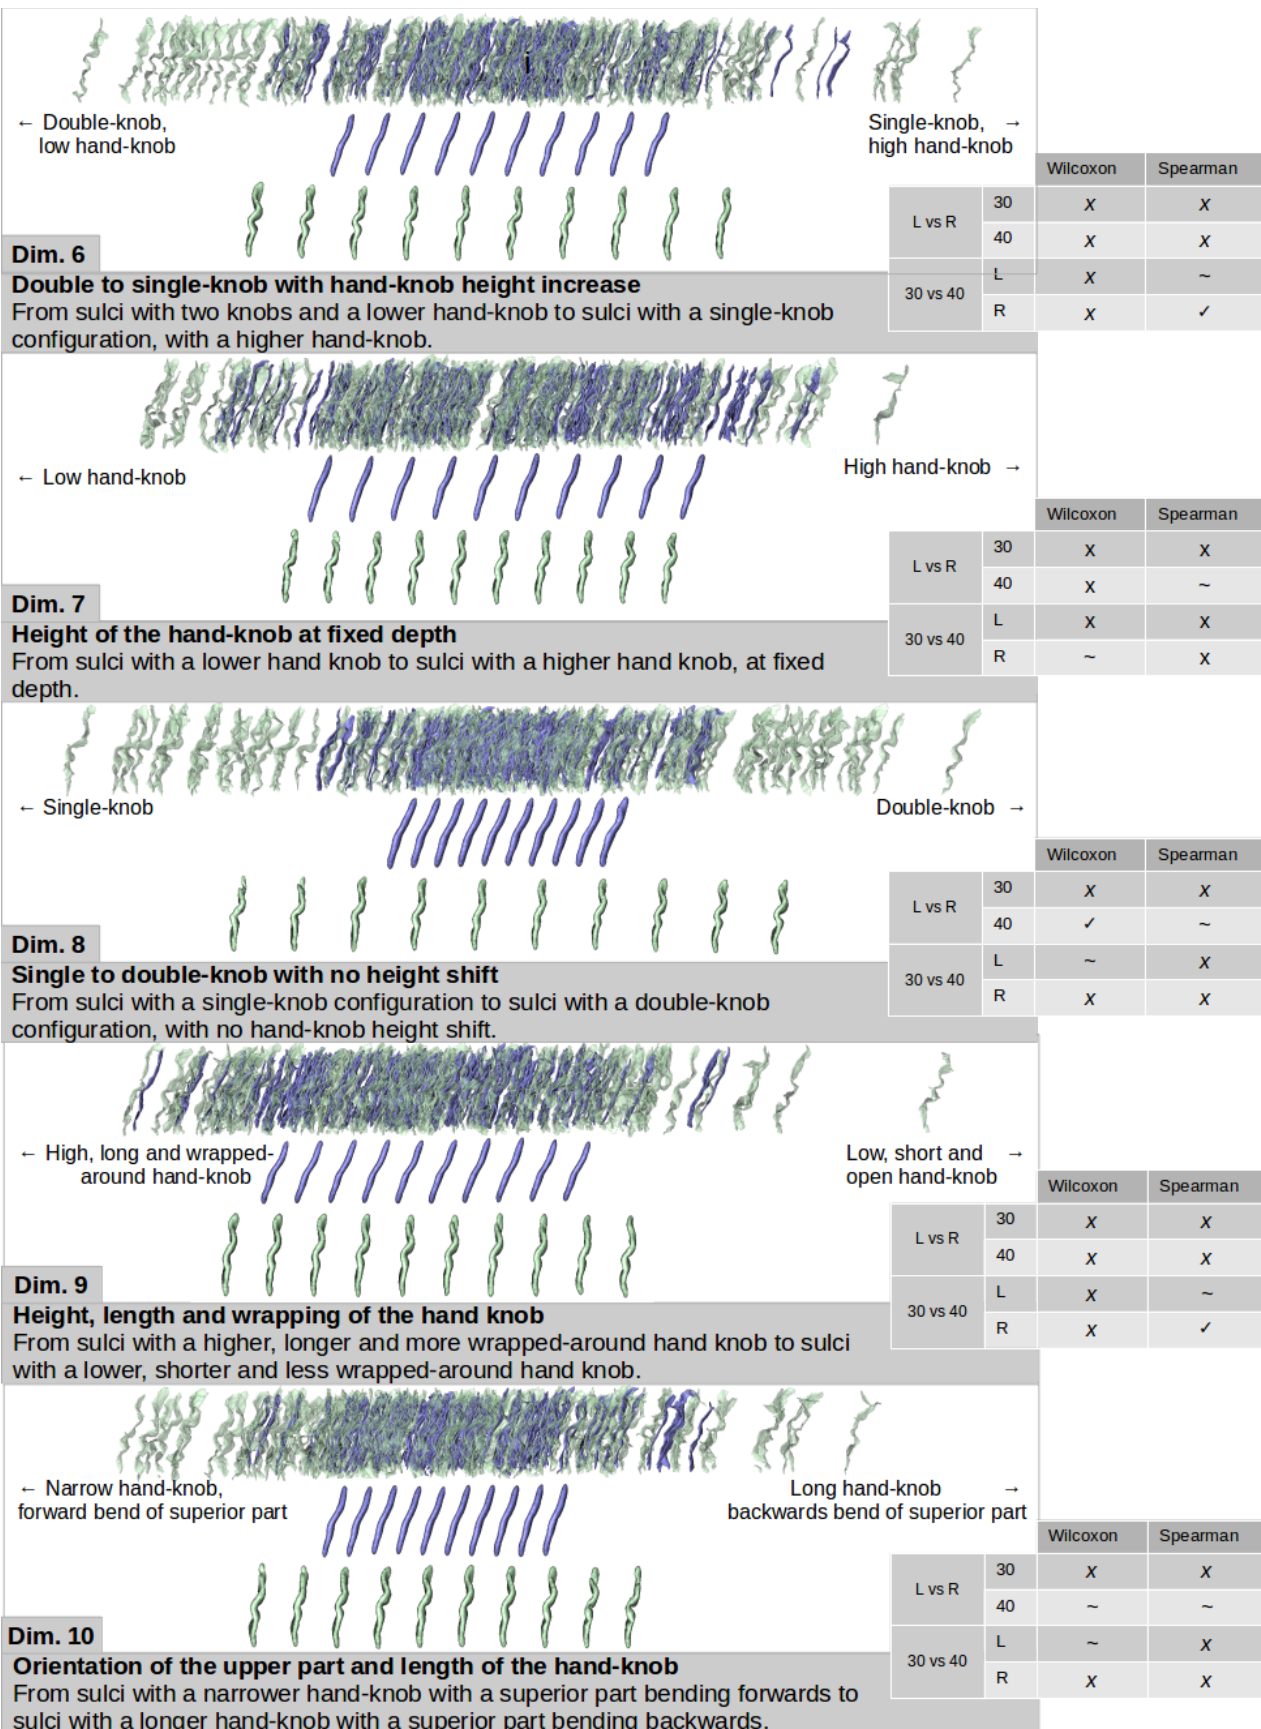 ← Double-knob,
low hand-knob
Single-knob, →
high hand-knob
Wilcoxon Spearman
L vs R 30 x x
40 x x
30 vs 40 L x ~
R x ✓
Dim. 6
Double to single-knob with hand-knob height increase
From sulci with two knobs and a lower hand-knob to sulci with a single-knob
configuration, with a higher hand-knob.
← Low hand-knob
High hand-knob →
Wilcoxon Spearman
L vs R 30 x x
40 x ~
30 vs 40 L x x
R ~ x
Dim. 7
Height of the hand-knob at fixed depth
From sulci with a lower hand knob to sulci with a higher hand knob, at fixed
depth.
← Single-knob
Double-knob →
Wilcoxon Spearman
L vs R 30 x x
40 ✓ ~
30 vs 40 L ~ x
R x x
Dim. 8
Single to double-knob with no height shift
From sulci with a single-knob configuration to sulci with a double-knob
configuration, with no hand-knob height shift.
← High, long and wrapped-
around hand-knob
Low, short and →
open hand-knob
Wilcoxon Spearman
L vs R 30 x x
40 x x
30 vs 40 L x ~
R x ✓
Dim. 9
Height, length and wrapping of the hand knob
From sulci with a higher, longer and more wrapped-around hand knob to sulci
with a lower, shorter and less wrapped-around hand knob.
← Narrow hand-knob,
forward bend of superior part
Long hand-knob →
backwards bend of superior part
Wilcoxon Spearman
L vs R 30 x x
40 ~ ~
30 vs 40 L ~ x
R x x
Dim. 10
Orientation of the upper part and length of the hand-knob
From sulci with a narrower hand-knob with a superior part bending forwards to
sulci with a longer hand-knob with a superior part bending backwards.